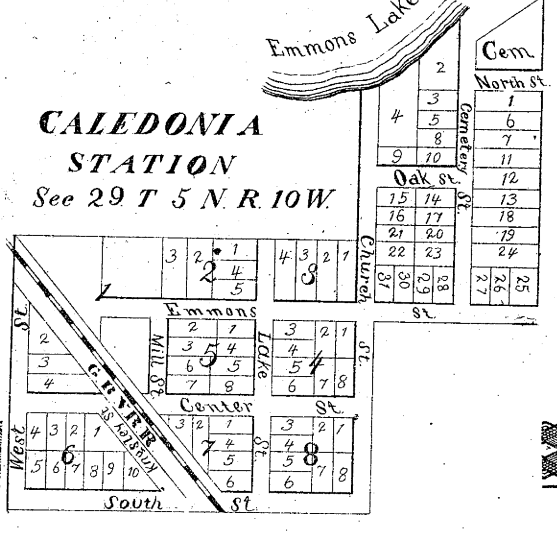 Emmons Lake
Cem
North St.
CALEDONIA
STATION
See 29 T 5 N. R. 10 W.
2
4
3
5
8
9 10
Cemetery St.
1
6
7
11
12
13
18
19
24
27 26 25
Oak St.
15 14
16 17
21 20
22 23
31 30 29 28
Church St.
3 2 1
2
4
5
4 3 2 1
3
1
Emmons St.
St.
2
3
4
Mill St.
2 1
3 4
5
6 5
7 8
Lake St.
3 2 1
4
4
5
6 7 8
G R V R R
Kingsley St
Center St.
West
4 3 2 1
6
5 6 7 8 9 10
3 2 1
7
4
5
6
3 2 1
4
8
5
6 7 8
South St.